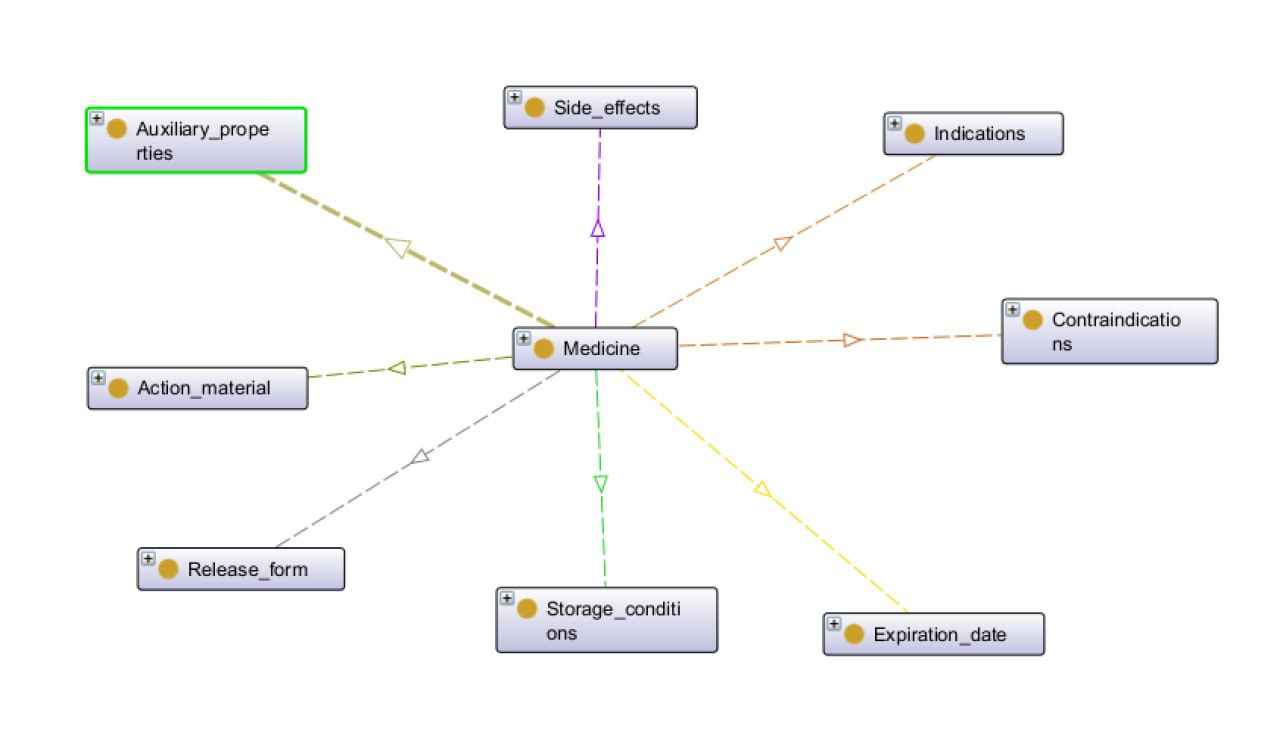 Side_effects
Auxiliary_prope
rties
Indications
Contraindicatio
ns
Medicine
Action_material
Release_form
Storage_conditi
ons
Expiration_date